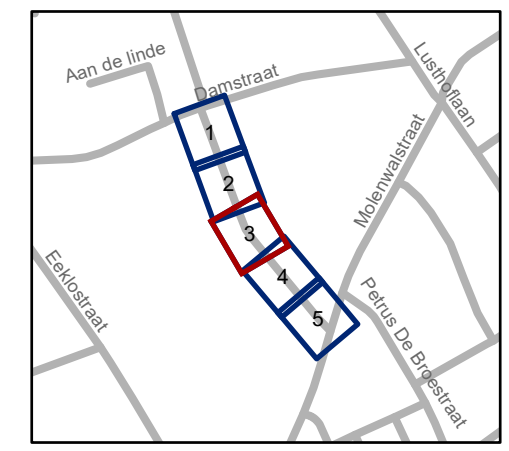 Aan de linde
Damstraat
Lusthoflaan
Molenwalstraat
1
2
3
4
5
Eeklostraat
Petrus De Broestraat